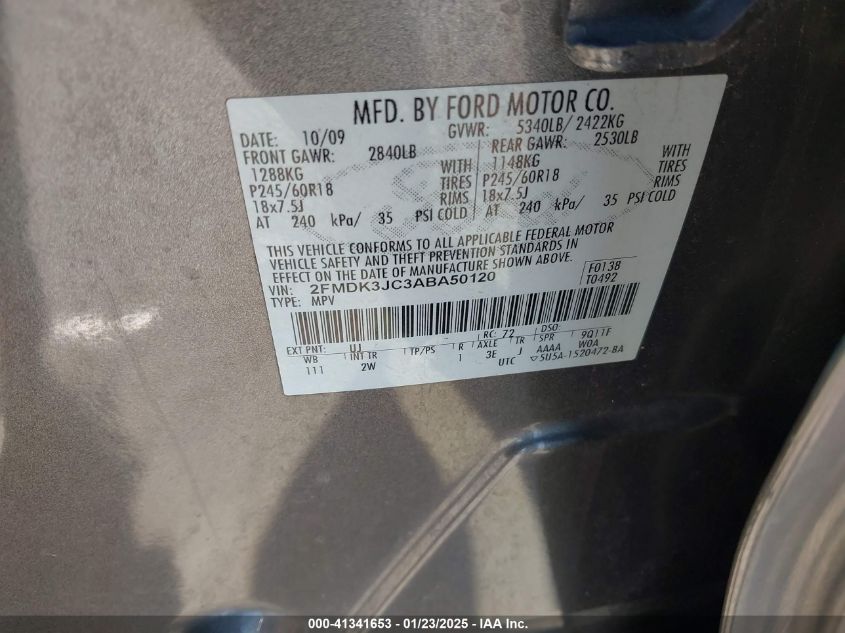 MFD. BY FORD MOTOR CO.
DATE: 10/09 GVWR: 5340LB/ 2422KG
FRONT GAWR: 2840LB REAR GAWR: 2530LB
1288KG WITH 1148KG WITH
P245/60R18 TIRES P245/60R18 TIRES
18x7.5J RIMS 18x7.5J RIMS
AT 240 kPa/ 35 PSI COLD AT 240 kPa/ 35 PSI COLD
THIS VEHICLE CONFORMS TO ALL APPLICABLE FEDERAL MOTOR
VEHICLE SAFETY AND THEFT PREVENTION STANDARDS IN
EFFECT ON THE DATE OF MANUFACTURE SHOWN ABOVE.
VIN: 2FMDK3JC3ABA50120 F0138
TYPE: MPV T0492
EXT PNT: UJ RC: 72 DSO: 9Q11F
WB INT TR TP/PS R AXLE TR SPR W0A
111 2W 1 3E J AAAA
UTC ▽5U5A-1520472-BA
000-41341653 - 01/23/2025 - IAA Inc.